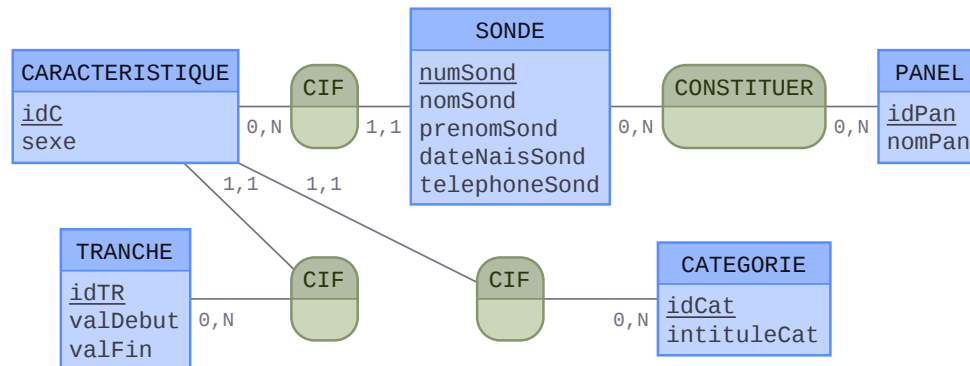 SONDE
numSond
nomSond
prenomSond
dateNaisSond
telephoneSond
CARACTERISTIQUE
idC
sexe
CIF
0,N
1,1
CONSTITUER
0,N
0,N
PANEL
idPan
nomPan
1,1
1,1
TRANCHE
idTR
valDebut
valFin
0,N
CIF
CIF
0,N
CATEGORIE
idCat
intituleCat